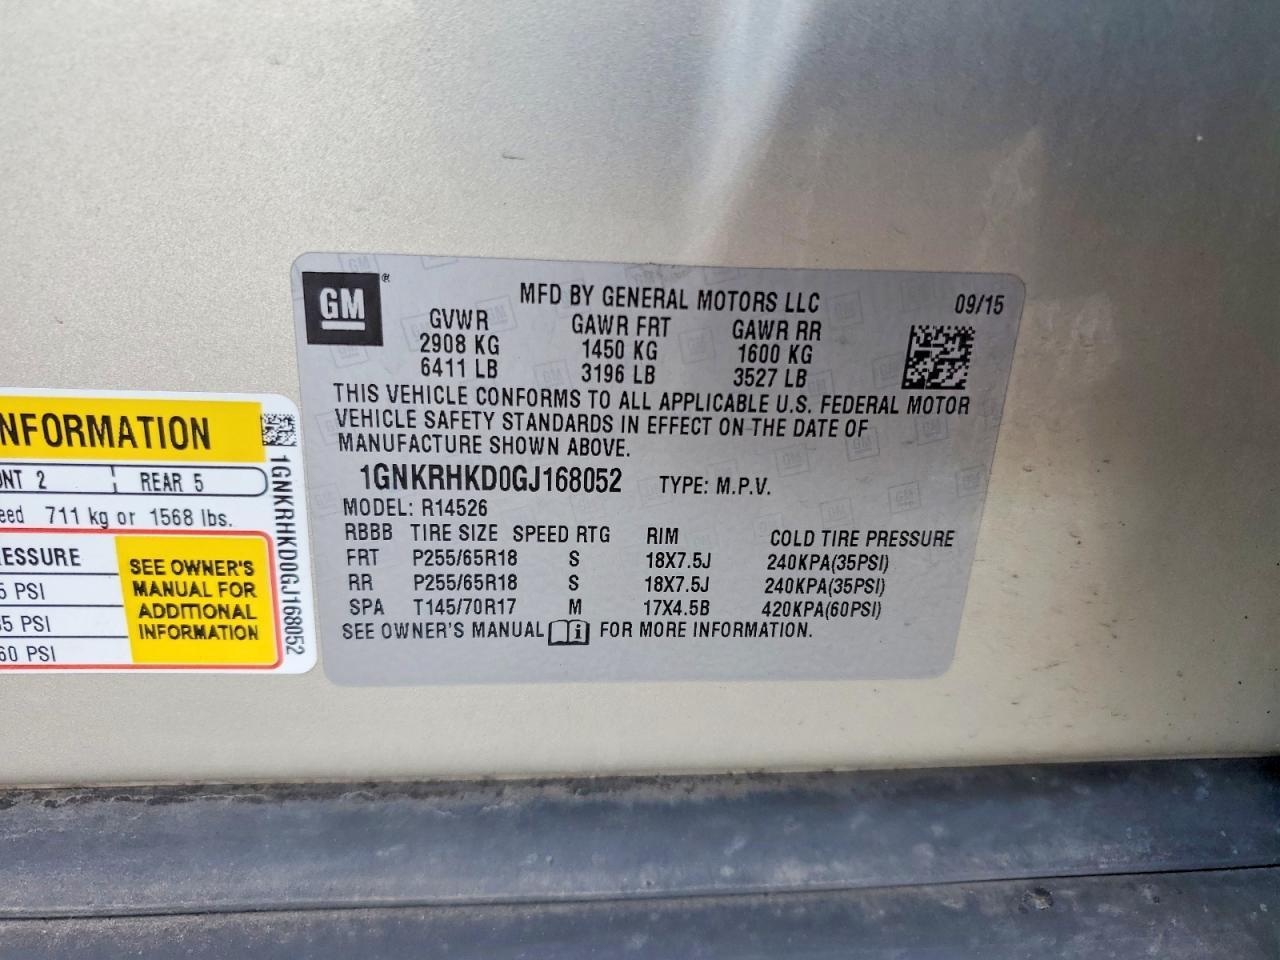 GM ®
MFD BY GENERAL MOTORS LLC 09/15
GVWR GAWR FRT GAWR RR
2908 KG 1450 KG 1600 KG
6411 LB 3196 LB 3527 LB
THIS VEHICLE CONFORMS TO ALL APPLICABLE U.S. FEDERAL MOTOR
VEHICLE SAFETY STANDARDS IN EFFECT ON THE DATE OF
MANUFACTURE SHOWN ABOVE.
1GNKRHKD0GJ168052 TYPE: M.P.V.
MODEL: R14526
RBBB TIRE SIZE SPEED RTG RIM COLD TIRE PRESSURE
FRT P255/65R18 S 18X7.5J 240KPA(35PSI)
RR P255/65R18 S 18X7.5J 240KPA(35PSI)
SPA T145/70R17 M 17X4.5B 420KPA(60PSI)
SEE OWNER'S MANUAL i FOR MORE INFORMATION.
NFORMATION
NT 2 REAR 5
eed 711 kg or 1568 lbs.
ESSURE
5 PSI
5 PSI
60 PSI
SEE OWNER'S
MANUAL FOR
ADDITIONAL
INFORMATION
1GNKRHKD0GJ168052